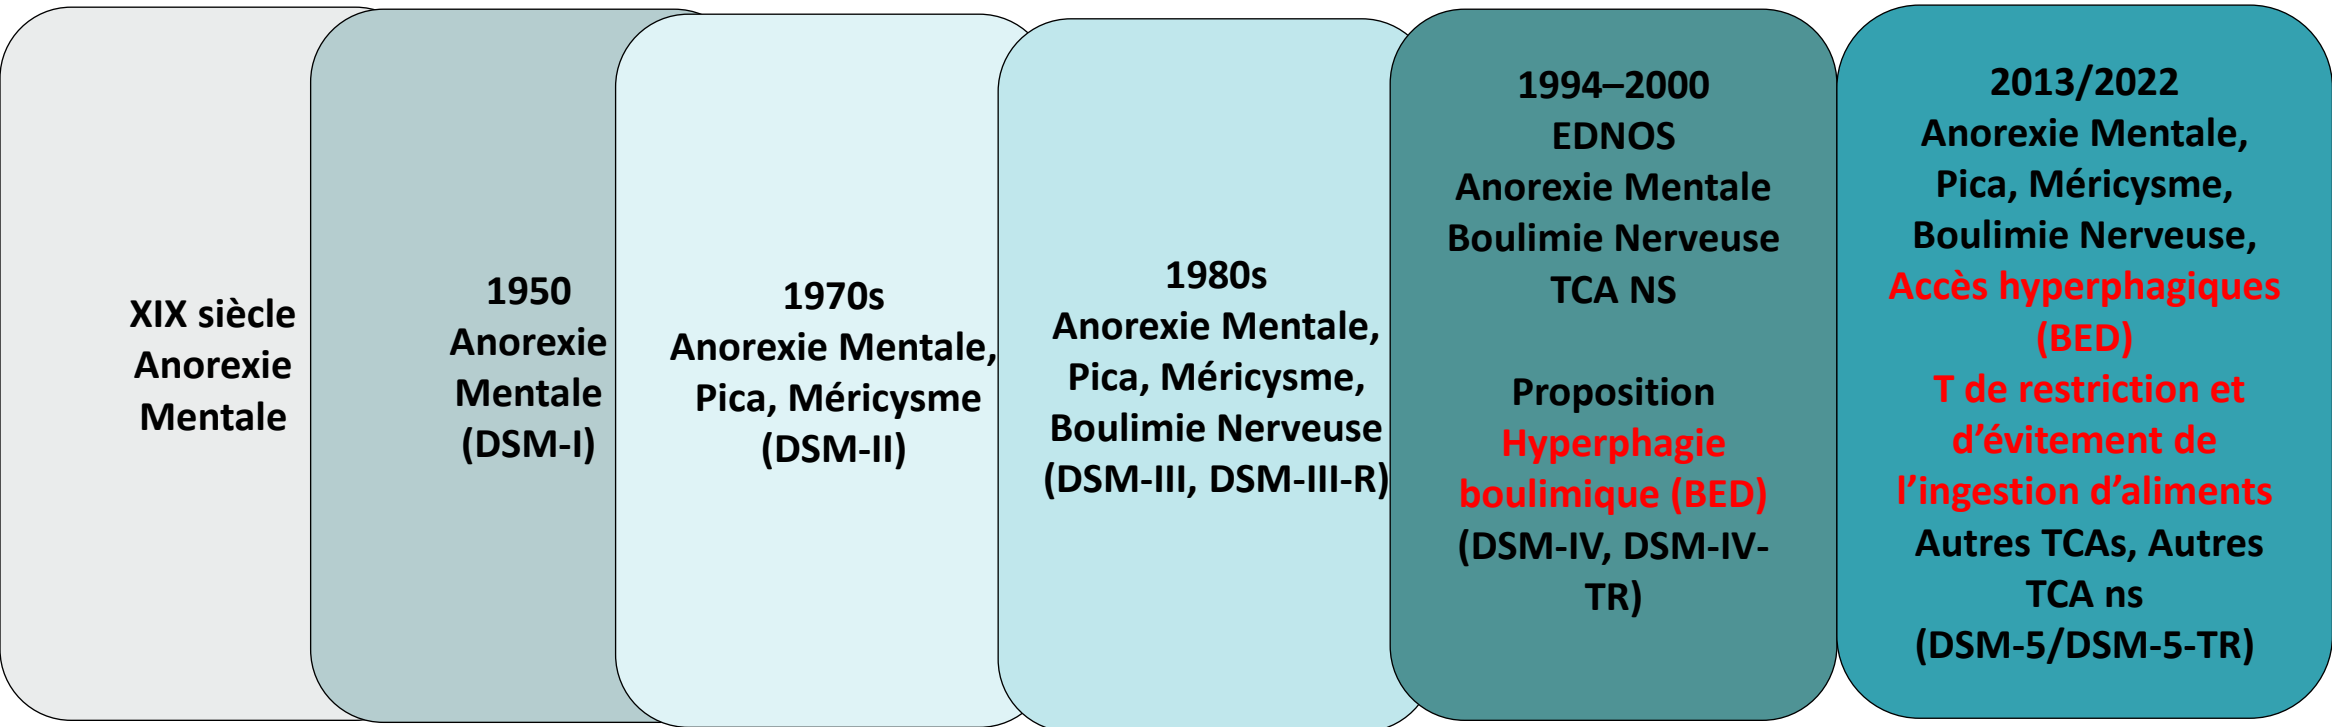 XIX siècle
Anorexie
Mentale
1950
Anorexie
Mentale
(DSM-I)
1970s
Anorexie Mentale,
Pica, Méricysme
(DSM-II)
1980s
Anorexie Mentale,
Pica, Méricysme,
Boulimie Nerveuse
(DSM-III, DSM-III-R)
1994–2000
EDNOS
Anorexie Mentale
Boulimie Nerveuse
TCA NS
Proposition
Hyperphagie
boulimique (BED)
(DSM-IV, DSM-IV-
TR)
2013/2022
Anorexie Mentale,
Pica, Méricysme,
Boulimie Nerveuse,
Accès hyperphagiques
(BED)
T de restriction et
d’évitement de
l’ingestion d’aliments
Autres TCAs, Autres
TCA ns
(DSM-5/DSM-5-TR)